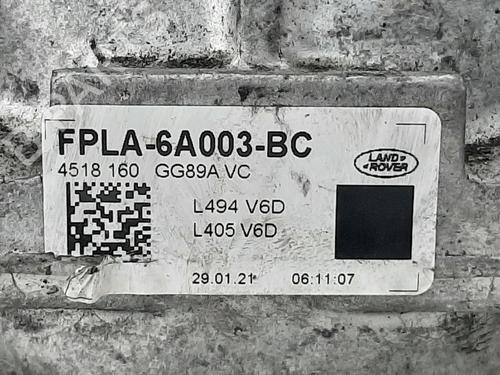 FPLA-6A003-BC
4518 160 GG89A VC
LAND
ROVER
L494 V6D
L405 V6D
29.01.21 06:11:07